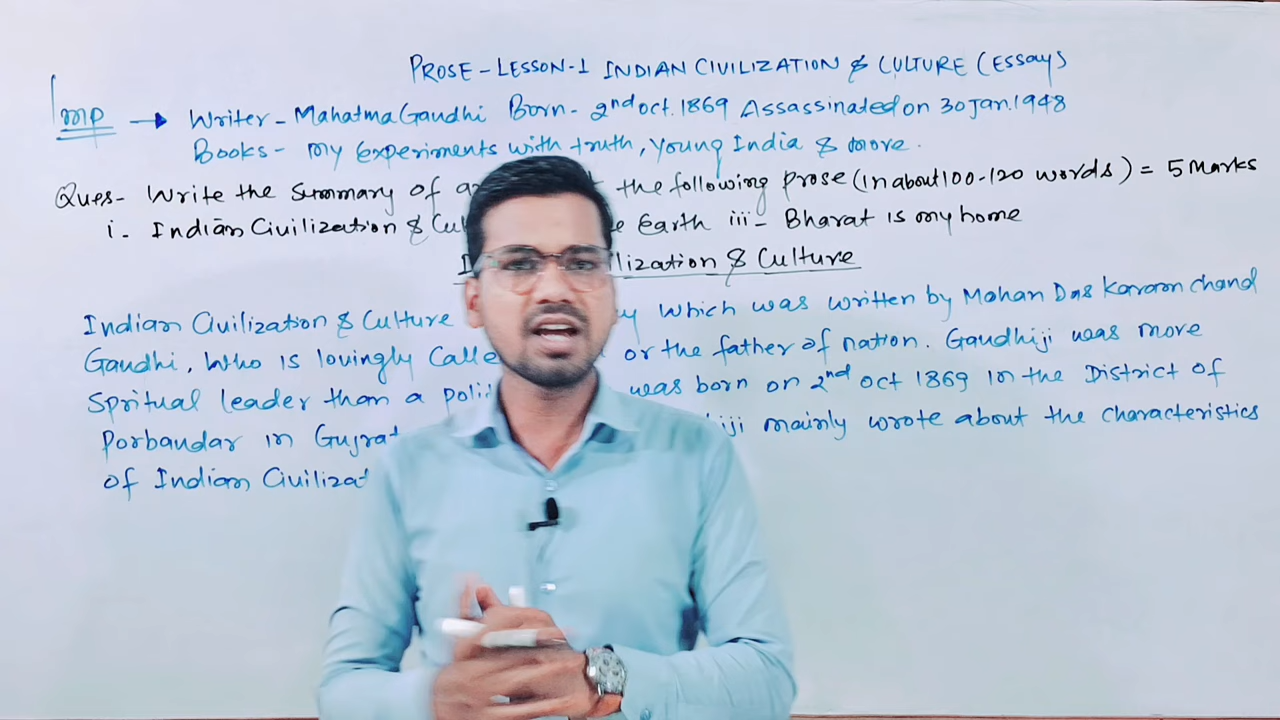 PROSE - LESSON-1 INDIAN CIVILIZATION & CULTURE (Essay)
Imp → Writer - Mahatma Gandhi Born - 2nd oct. 1869 Assassinated on 30 Jan. 1948
Books - my experiments with truth, Young India & more.
Ques- Write the summary of the following prose (In about 100-120 words) = 5 Marks
i. Indian Civilization & Earth iii - Bharat is my home
& Culture
Indian Civilization & Culture which was written by Mohan Das Karam chand
Gandhi, Who is lovingly or the father of nation. Gandhiji was more
Spritual leader than a was born on 2nd oct 1869 in the District of
Porbandar in Gujrat mainly wrote about the characteristics
of Indian